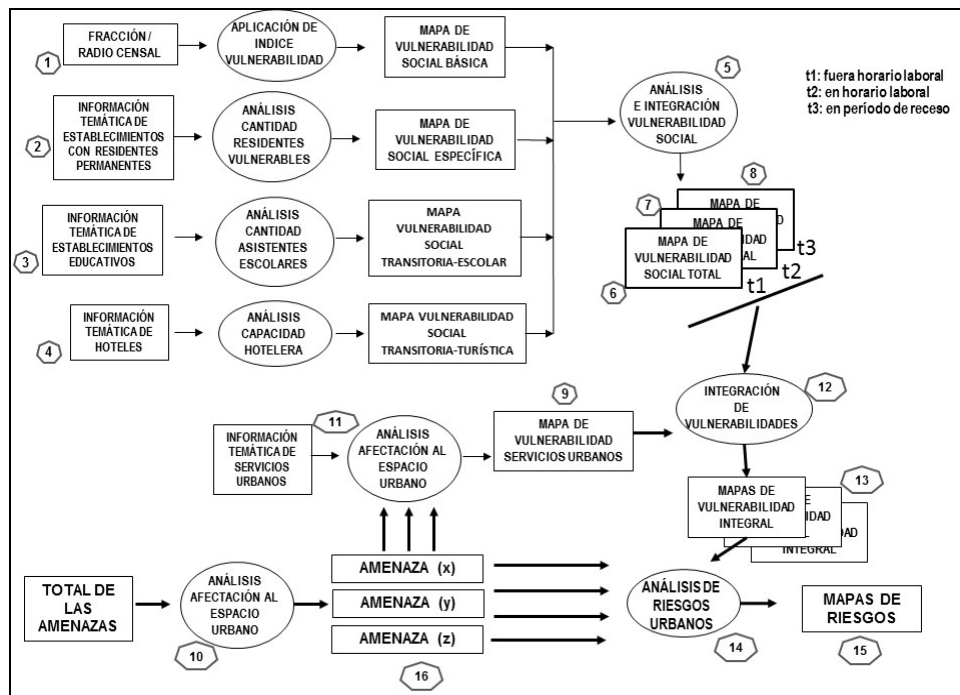 FRACCIÓN /
RADIO CENSAL
1
APLICACIÓN DE
INDICE
VULNERABILIDAD
MAPA DE
VULNERABILIDAD
SOCIAL BÁSICA
5
ANÁLISIS
E INTEGRACIÓN
VULNERABILIDAD
SOCIAL
t1: fuera horario laboral
t2: en horario laboral
t3: en período de receso
INFORMACIÓN
TEMÁTICA DE
ESTABLECIMIENTOS
CON RESIDENTES
PERMANENTES
2
ANÁLISIS
CANTIDAD
RESIDENTES
VULNERABLES
MAPA DE
VULNERABILIDAD
SOCIAL ESPECÍFICA
8
MAPA DE
7
MAPA DE
MAPA DE
VULNERABILIDAD
SOCIAL TOTAL
6
t1
t2
t3
INFORMACIÓN
TEMÁTICA DE
ESTABLECIMIENTOS
EDUCATIVOS
3
ANÁLISIS
CANTIDAD
ASISTENTES
ESCOLARES
MAPA
VULNERABILIDAD
SOCIAL
TRANSITORIA-ESCOLAR
INFORMACIÓN
TEMÁTICA DE
HOTELES
4
ANÁLISIS
CAPACIDAD
HOTELERA
MAPA VULNERABILIDAD
SOCIAL
TRANSITORIA-TURÍSTICA
INFORMACIÓN
TEMÁTICA DE
SERVICIOS
URBANOS
11
ANÁLISIS
AFECTACIÓN AL
ESPACIO
URBANO
9
MAPA DE
VULNERABILIDAD
SERVICIOS URBANOS
INTEGRACIÓN
DE
VULNERABILIDADES
12
MAPAS DE
VULNERABILIDAD
INTEGRAL
13
INTEGRAL
TOTAL DE
LAS
AMENAZAS
ANÁLISIS
AFECTACIÓN AL
ESPACIO
URBANO
10
AMENAZA (x)
AMENAZA (y)
AMENAZA (z)
16
ANÁLISIS DE
RIESGOS
URBANOS
14
MAPAS DE
RIESGOS
15